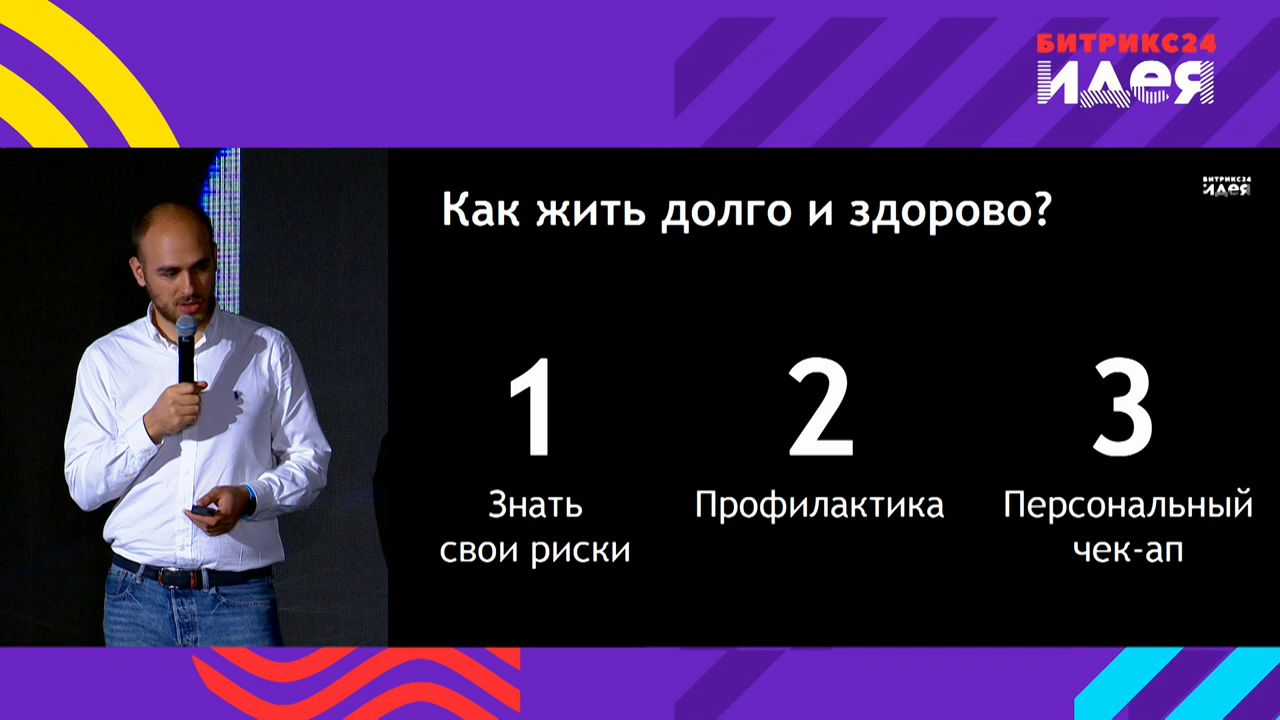 БИТРИКС24
идея
БИТРИКС24
идея
Как жить долго и здорово?
1
2
3
Знать
свои риски
Профилактика
Персональный
чек-ап